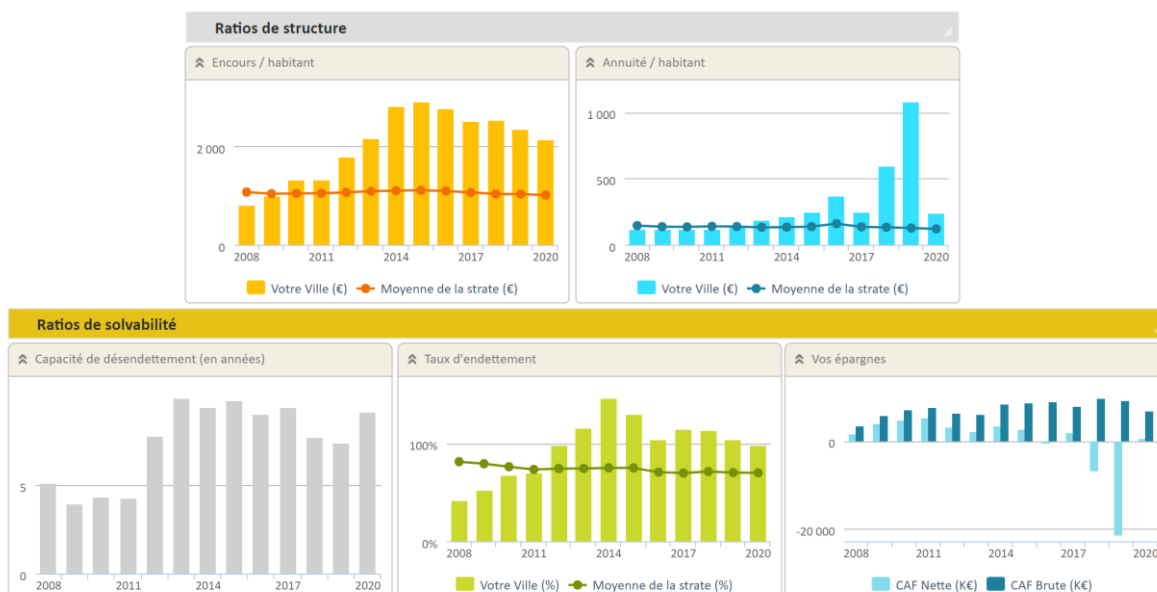 Ratios de structure
Encours / habitant
2 000
0
2008 2011 2014 2017 2020
Votre Ville (€) Moyenne de la strate (€)
Annuité / habitant
1 000
500
0
2008 2011 2014 2017 2020
Votre Ville (€) Moyenne de la strate (€)
Ratios de solvabilité
Capacité de désendettement (en années)
5
0
2008 2011 2014 2017 2020
Taux d'endettement
100%
0%
2008 2011 2014 2017 2020
Votre Ville (%) Moyenne de la strate (%)
Vos épargnes
0
-20 000
2008 2011 2014 2017 2020
CAF Nette (K€) CAF Brute (K€)